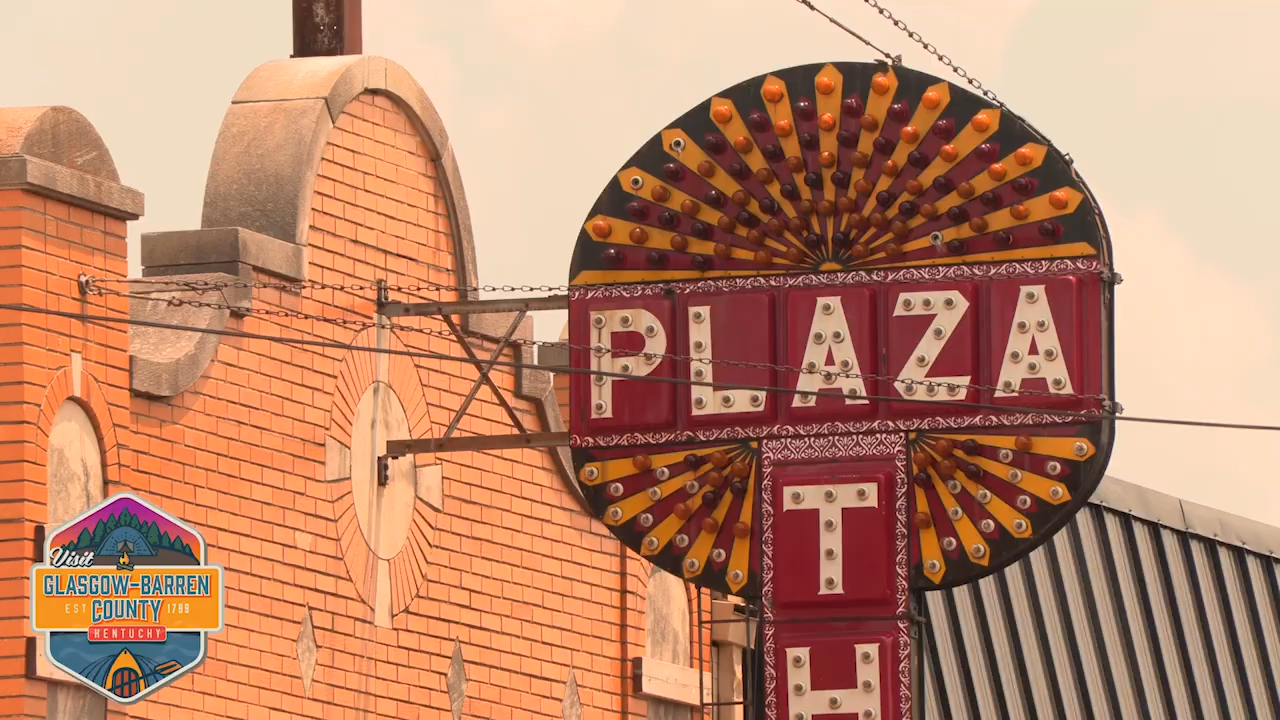 PLAZA
T
H
Visit
GLASGOW-BARREN
EST COUNTY 1799
KENTUCKY